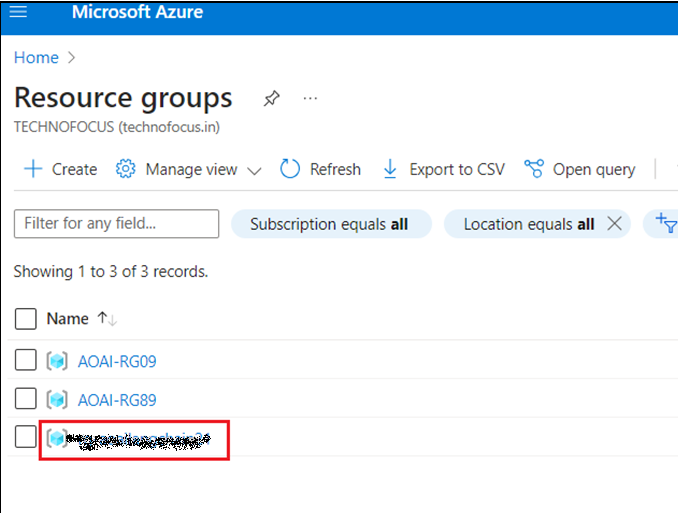 Microsoft Azure
Home >
Resource groups ...
TECHNOFOCUS (technofocus.in)
Create Manage view Refresh Export to CSV Open query
Filter for any field... Subscription equals all Location equals all
Showing 1 to 3 of 3 records.
Name ↑↓
AOAI-RG09
AOAI-RG89